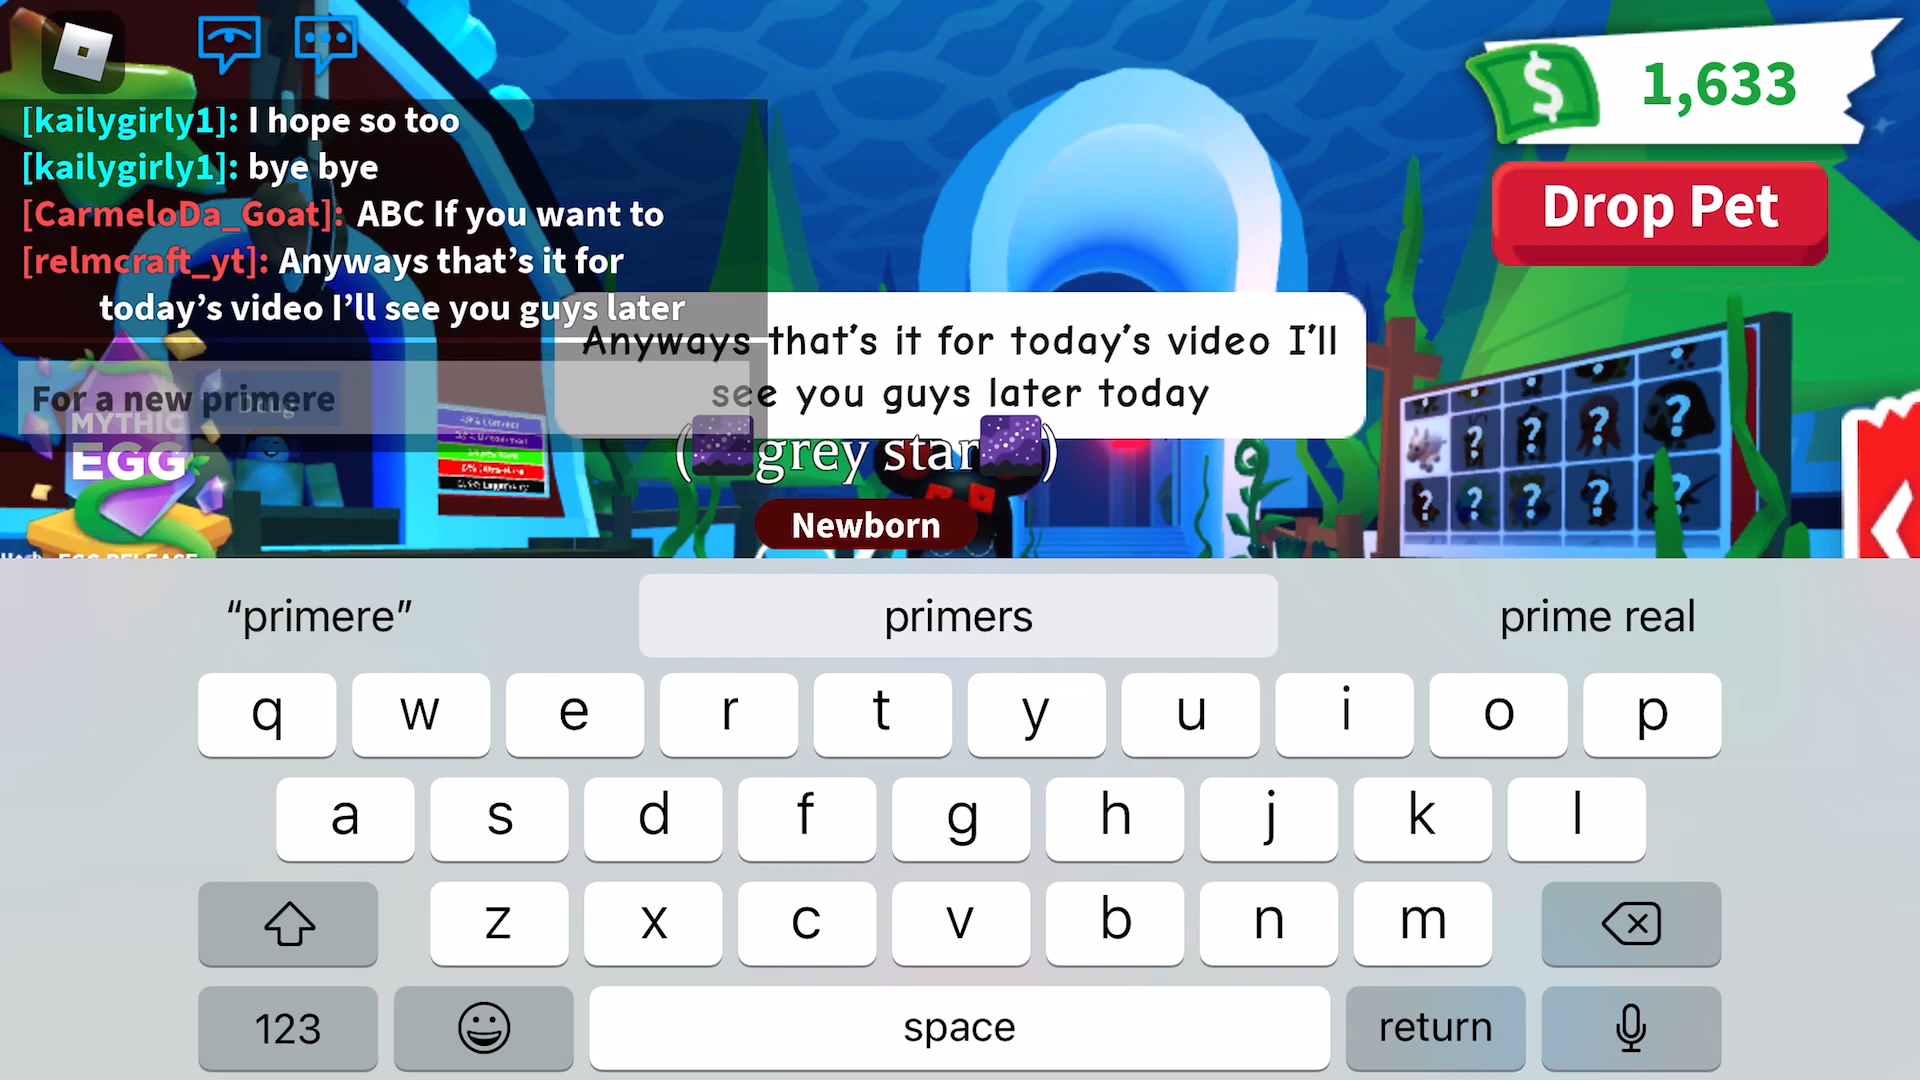 [kailygirly1]: I hope so too
[kailygirly1]: bye bye
[CarmeloDa_Goat]: ABC If you want to
[relmcraft_yt]: Anyways that’s it for
today’s video I’ll see you guys later
For a new primere
1,633
Drop Pet
Anyways that’s it for today’s video I’ll
see you guys later today
(grey star)
Newborn
MYTHIC
EGG
EGG RELEASE
? ? ? ?
? ? ? ? ?
“primere”
primers
prime real
q w e r t y u i o p
a s d f g h j k l
z x c v b n m
123
space
return